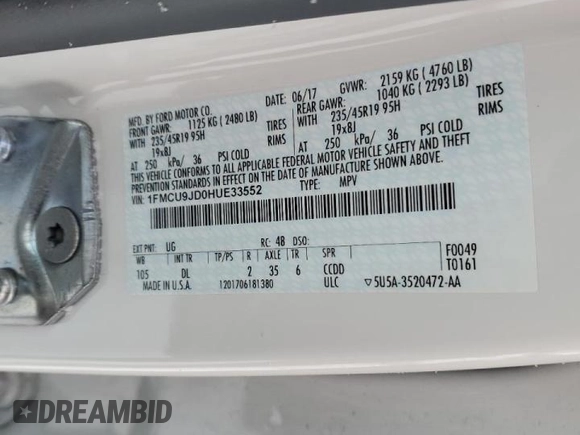 MFD. BY FORD MOTOR CO. 06/17 GVWR: 2159 KG ( 4760 LB)
FRONT GAWR: 1125 KG ( 2480 LB) REAR GAWR: 1040 KG ( 2293 LB)
WITH 235/45R19 95H TIRES WITH 235/45R19 95H TIRES
19x8J RIMS 19x8J RIMS
AT 250 kPa/ 36 PSI COLD AT 250 kPa/ 36 PSI COLD
THIS VEHICLE CONFORMS TO ALL APPLICABLE FEDERAL MOTOR VEHICLE SAFETY AND THEFT
PREVENTION STANDARDS IN EFFECT ON THE DATE OF MANUFACTURE SHOWN ABOVE.
VIN: 1FMCU9JD0HUE33552 TYPE: MPV
EXT PNT: UG RC: 48 DSO: F0049
WB INT TR TP/PS R AXLE TR SPR T0161
105 DL 2 35 6 CCDD
MADE IN U.S.A. 1201706181380 ULC 5U5A-3520472-AA
DREAMBID